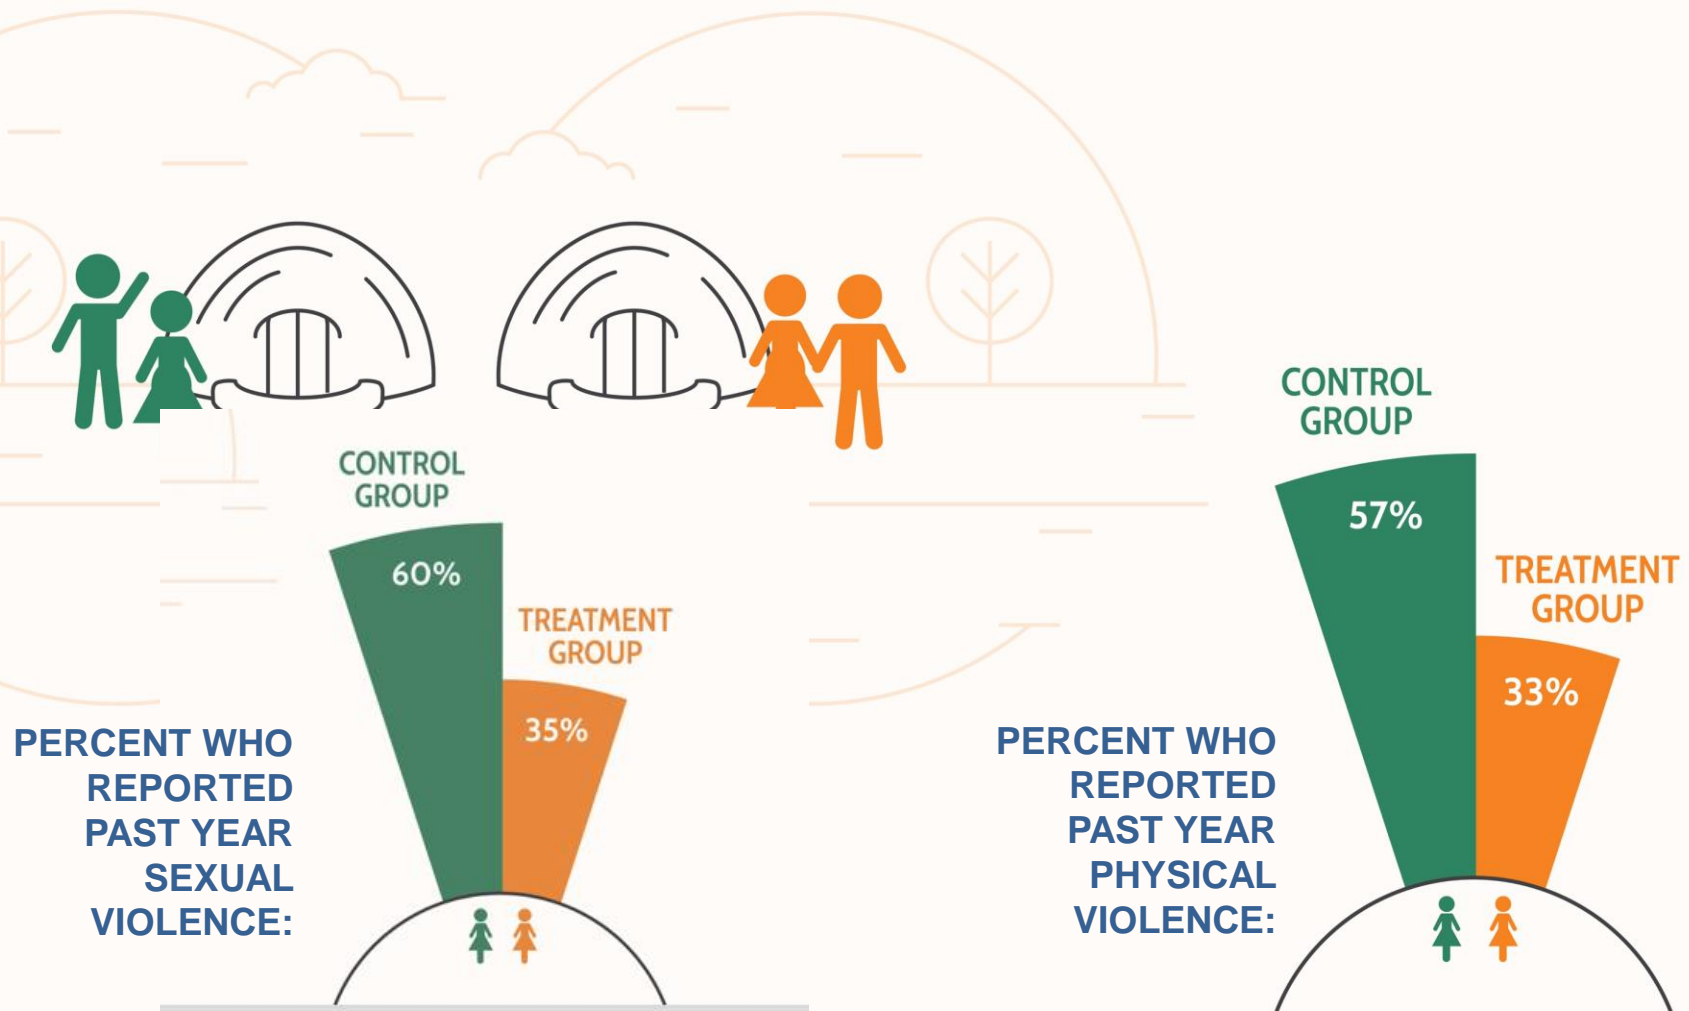 CONTROL
GROUP
60%
TREATMENT
GROUP
35%
PERCENT WHO
REPORTED
PAST YEAR
SEXUAL
VIOLENCE:
CONTROL
GROUP
57%
TREATMENT
GROUP
33%
PERCENT WHO
REPORTED
PAST YEAR
PHYSICAL
VIOLENCE: